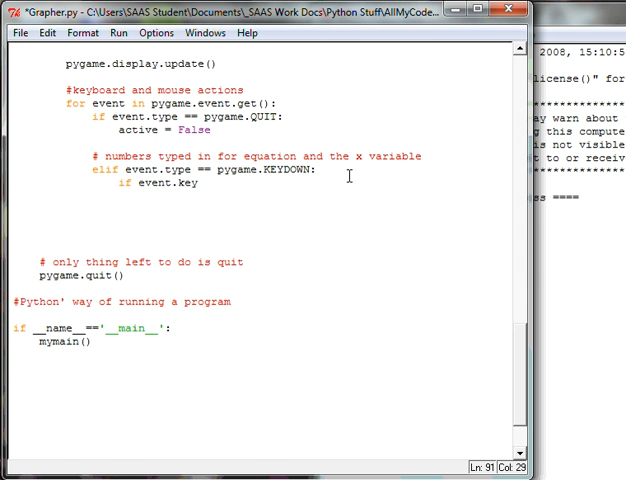 *Grapher.py - C:\Users\SAAS Student\Documents\_SAAS Work Docs\Python Stuff\AllMyCode...
File Edit Format Run Options Windows Help
pygame.display.update()
#keyboard and mouse actions
for event in pygame.event.get():
if event.type == pygame.QUIT:
active = False
# numbers typed in for equation and the x variable
elif event.type == pygame.KEYDOWN:
if event.key
# only thing left to do is quit
pygame.quit()
#Python' way of running a program
if __name__=='__main__':
mymain()
Ln: 91 Col: 29
2008, 15:10:5
license()" for
******************
ay warn about
g this compute
is not visible
t to or receiv
******************
ss ====